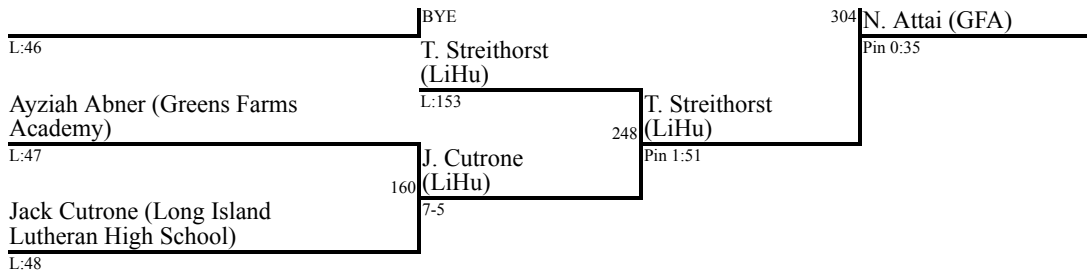 BYE
L:46
T. Streithorst
(LiHu)
L:153
304
N. Attai (GFA)
Pin 0:35
Ayziah Abner (Greens Farms
Academy)
L:47
248
T. Streithorst
(LiHu)
Pin 1:51
160
J. Cutrone
(LiHu)
7-5
Jack Cutrone (Long Island
Lutheran High School)
L:48